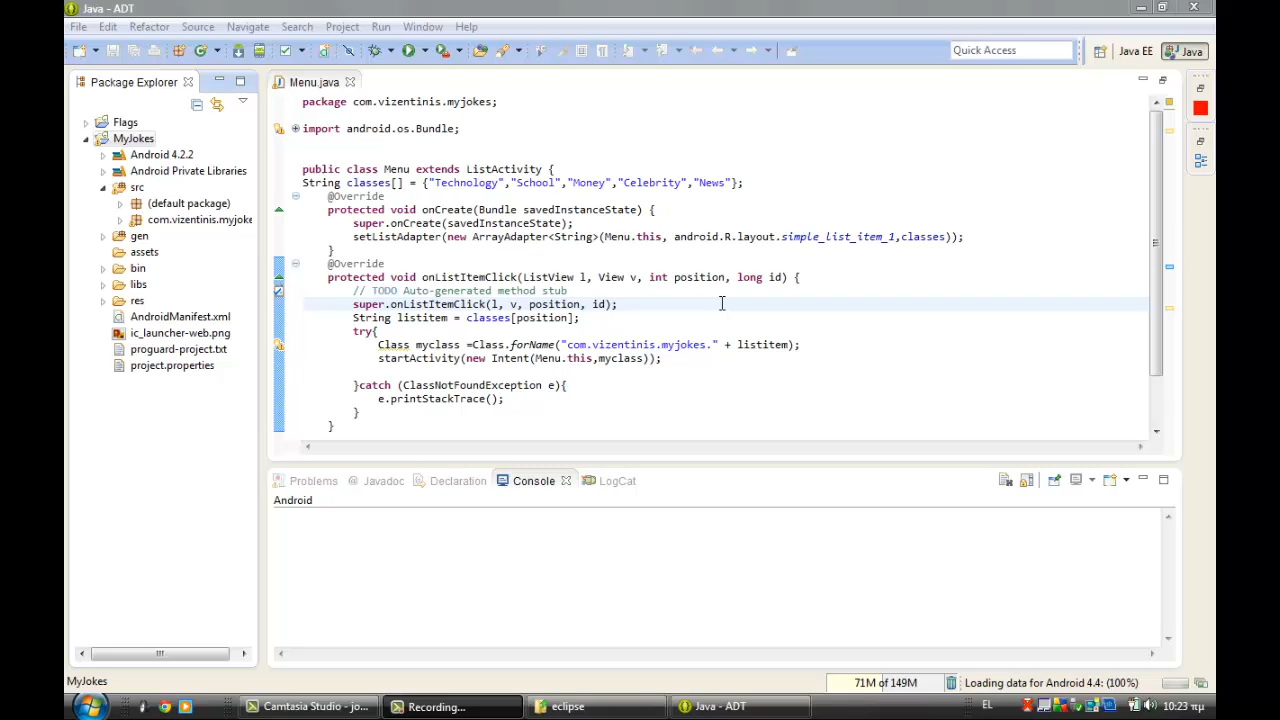 Java - ADT
File Edit Refactor Source Navigate Search Project Run Window Help
Quick Access
Java EE
Java
Package Explorer
Menu.java
Flags
MyJokes
Android 4.2.2
Android Private Libraries
src
(default package)
com.vizentinis.myjoke
gen
assets
bin
libs
res
AndroidManifest.xml
ic_launcher-web.png
proguard-project.txt
project.properties
package com.vizentinis.myjokes;
import android.os.Bundle;
public class Menu extends ListActivity {
String classes[] = {"Technology","School","Money","Celebrity","News"};
@Override
protected void onCreate(Bundle savedInstanceState) {
super.onCreate(savedInstanceState);
setListAdapter(new ArrayAdapter<String>(Menu.this, android.R.layout.simple_list_item_1,classes));
}
@Override
protected void onListItemClick(ListView l, View v, int position, long id) {
// TODO Auto-generated method stub
super.onListItemClick(l, v, position, id);
String listitem = classes[position];
try{
Class myclass =Class.forName("com.vizentinis.myjokes." + listitem);
startActivity(new Intent(Menu.this,myclass));
}catch (ClassNotFoundException e){
e.printStackTrace();
}
}
Problems @ Javadoc Declaration Console LogCat
Android
MyJokes
71M of 149M
Loading data for Android 4.4: (100%)
Camtasia Studio - jo...
Recording...
eclipse
Java - ADT
EL
10:23 πμ